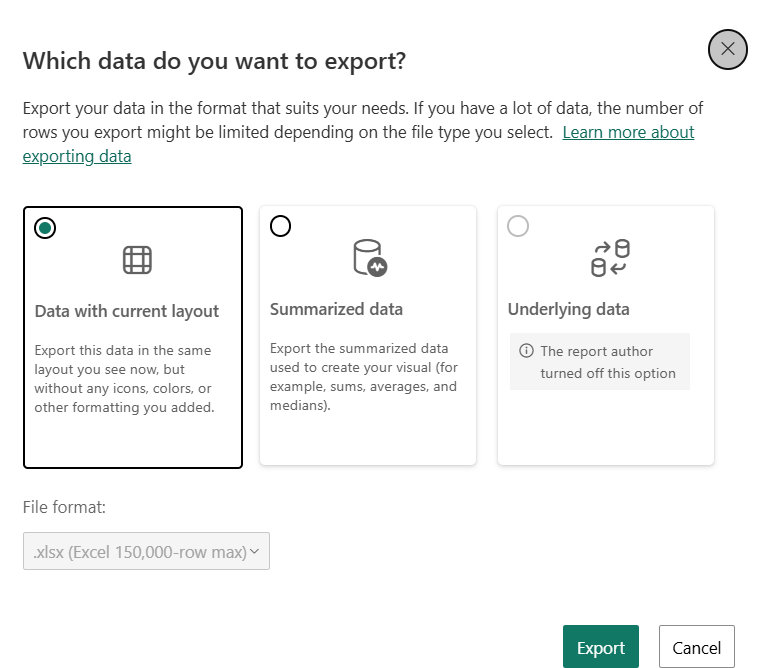 Which data do you want to export?
Export your data in the format that suits your needs. If you have a lot of data, the number of
rows you export might be limited depending on the file type you select. Learn more about
exporting data
Data with current layout
Export this data in the same
layout you see now, but
without any icons, colors, or
other formatting you added.
Summarized data
Export the summarized data
used to create your visual (for
example, sums, averages, and
medians).
Underlying data
The report author
turned off this option
File format:
.xlsx (Excel 150,000-row max)
Export
Cancel